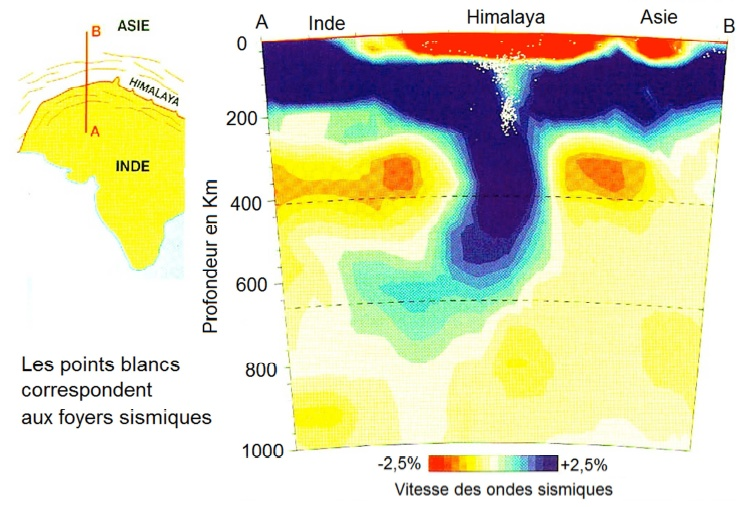 ASIE
B
HIMALAYA
A
INDE
Les points blancs
correspondent
aux foyers sismiques
A
Inde
Himalaya
Asie
B
Profondeur en Km
0
200
400
600
800
1000
-2,5%
+2,5%
Vitesse des ondes sismiques